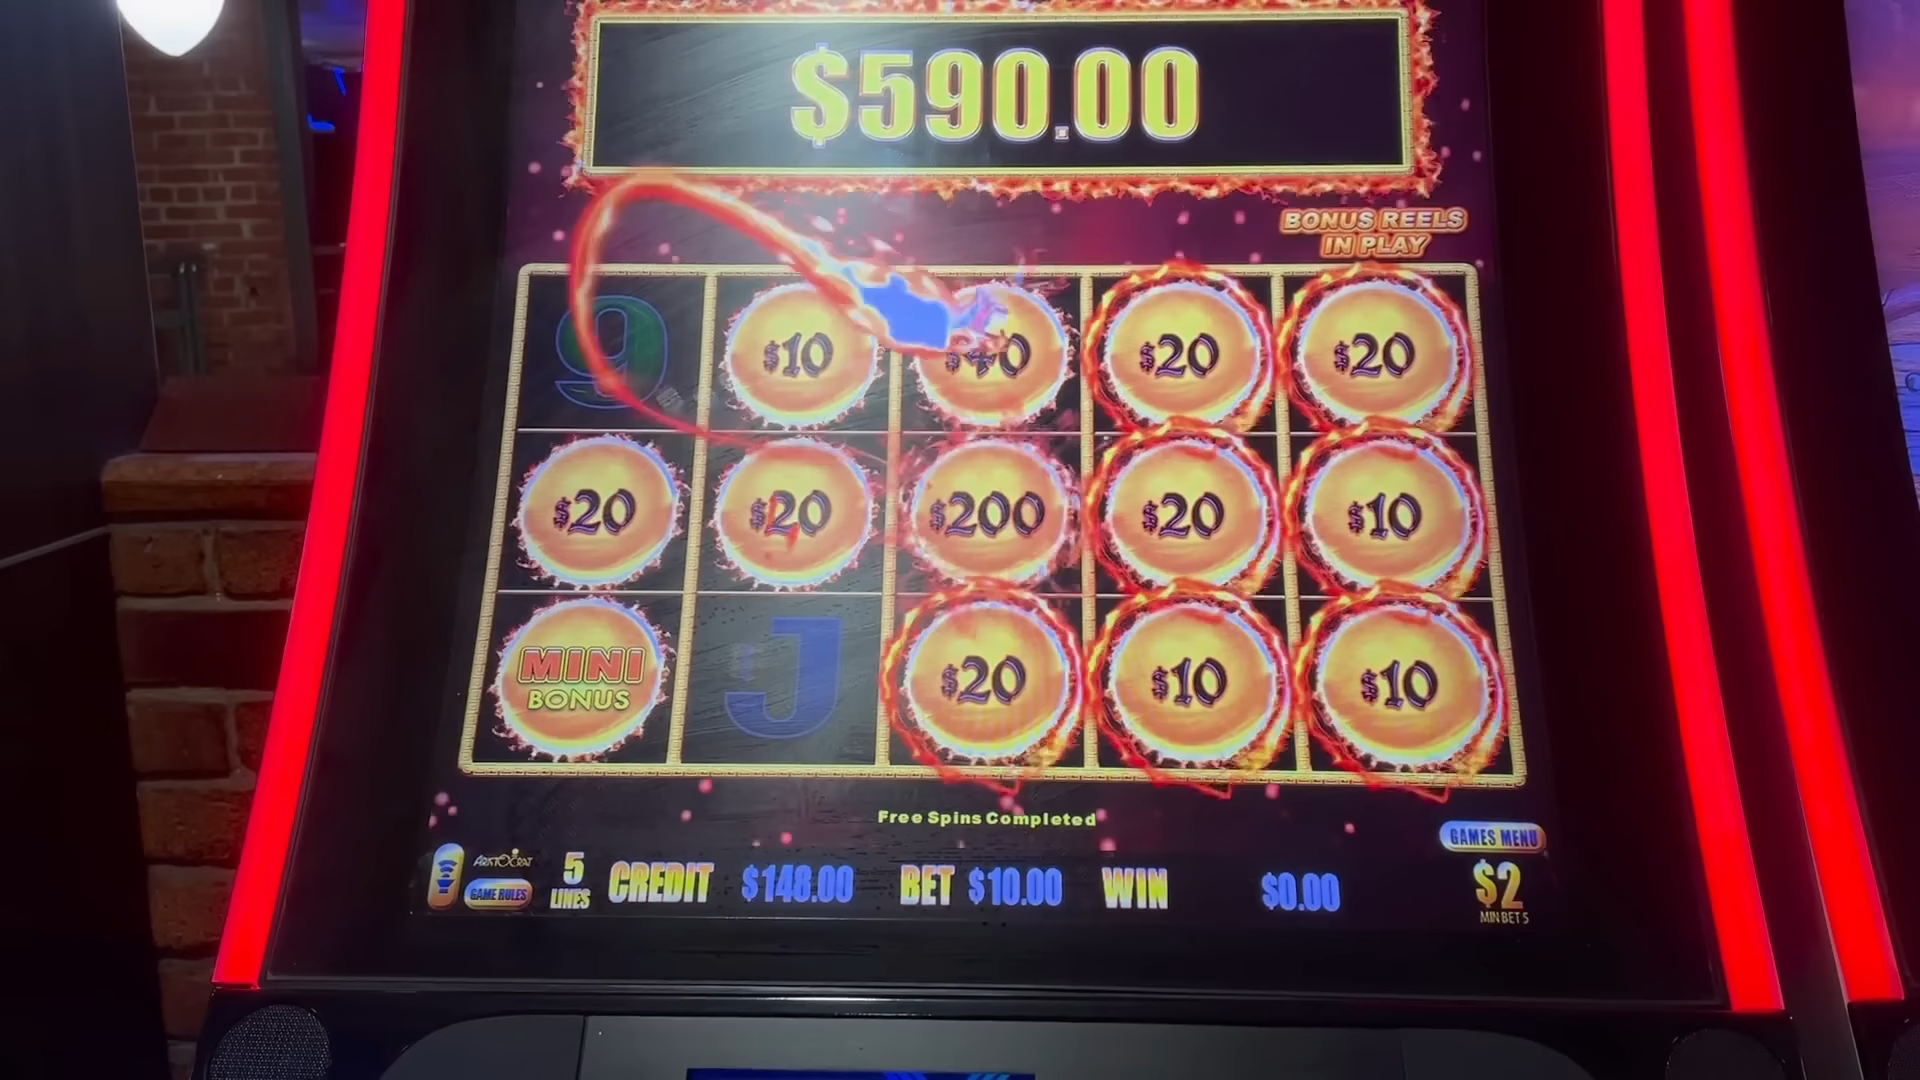 $590.00
BONUS REELS
IN PLAY
9 $10 $40 $20 $20
$20 $20 $200 $20 $10
MINI
BONUS
J $20 $10 $10
Free Spins Completed
GAMES MENU
ARISTOCRAT
GAME RULES
5
LINES
CREDIT $148.00 BET $10.00 WIN $0.00
$2
MIN BET 5